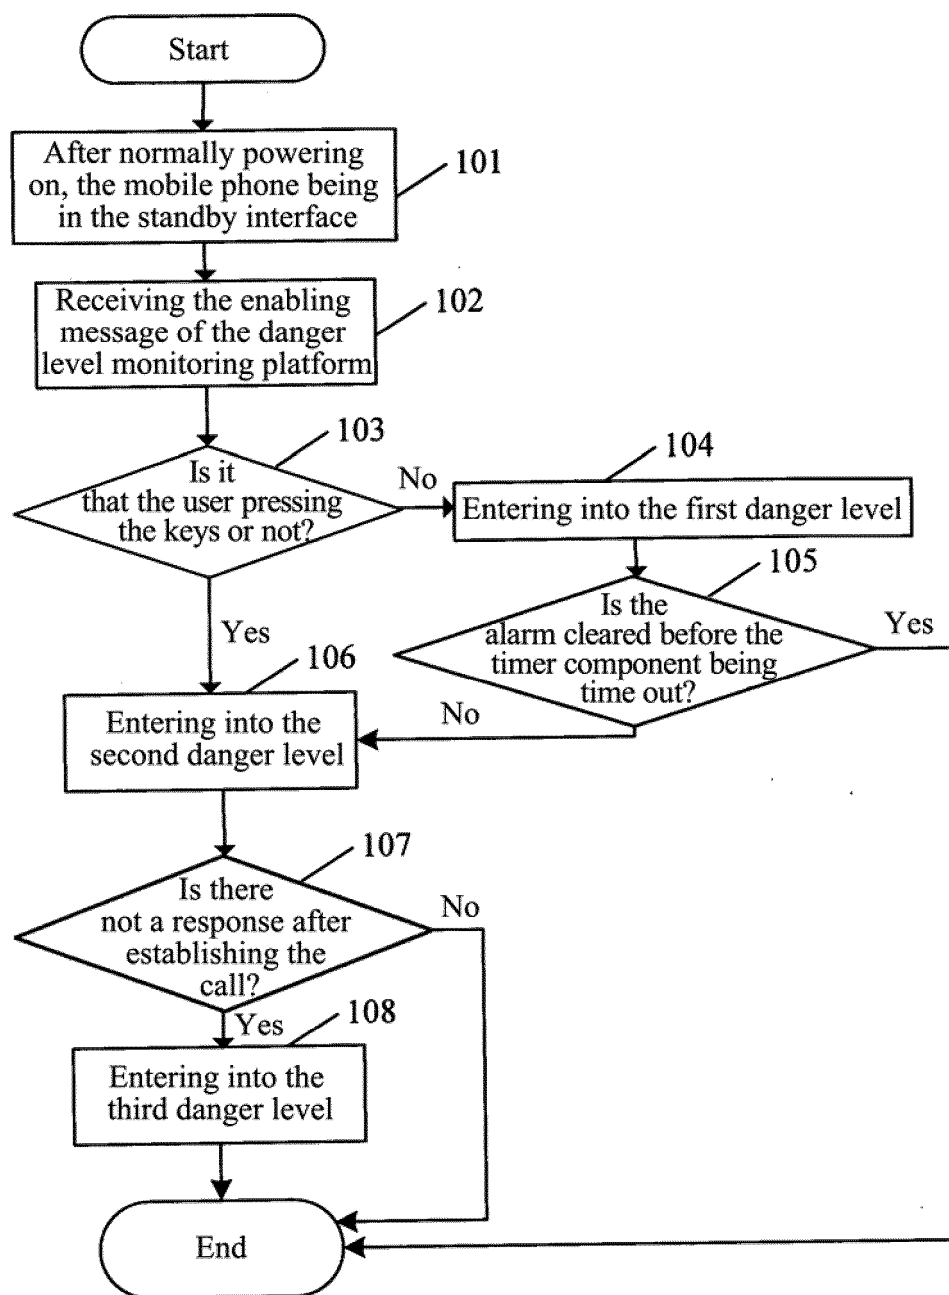 Start
After normally powering
on, the mobile phone being
in the standby interface
101
Receiving the enabling
message of the danger
level monitoring platform
102
103
Is it
that the user pressing
the keys or not?
No
104
Entering into the first danger level
105
Is the
alarm cleared before the
timer component being
time out?
Yes
Yes
106
No
Entering into the
second danger level
107
Is there
not a response after
establishing the
call?
No
Yes
108
Entering into the
third danger level
End